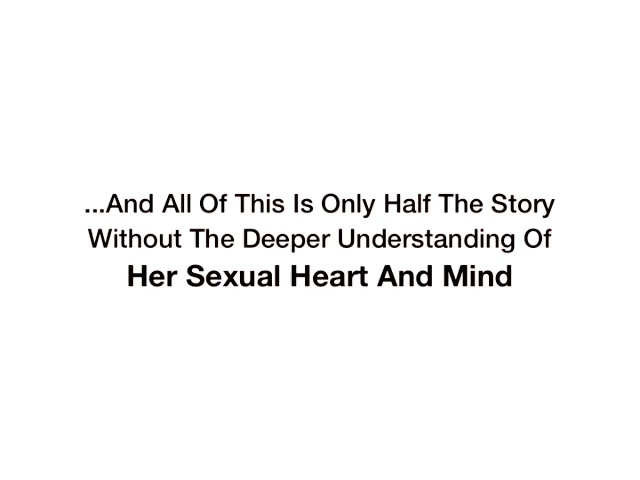 ...And All Of This Is Only Half The Story
Without The Deeper Understanding Of
Her Sexual Heart And Mind